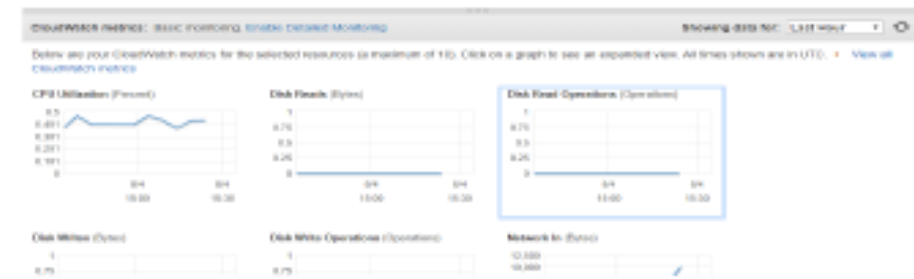 CloudWatch metrics: Basic monitoring. Enable Detailed Monitoring
Showing data for: Last Hour
Below are your CloudWatch metrics for the selected resources (a maximum of 10). Click on a graph to see an expanded view. All times shown are in UTC. View all
CloudWatch metrics
CPU Utilization (Percent)
Disk Reads (Bytes)
Disk Read Operations (Operations)
0.5
0
1
0.75
0.5
0.25
0
1
0.75
0.5
0.25
0
15:00
15:30
15:00
15:30
15:00
15:30
Disk Writes (Bytes)
Disk Write Operations (Operations)
Network In (Bytes)
1
0.75
1
0.75
12,500
10,000